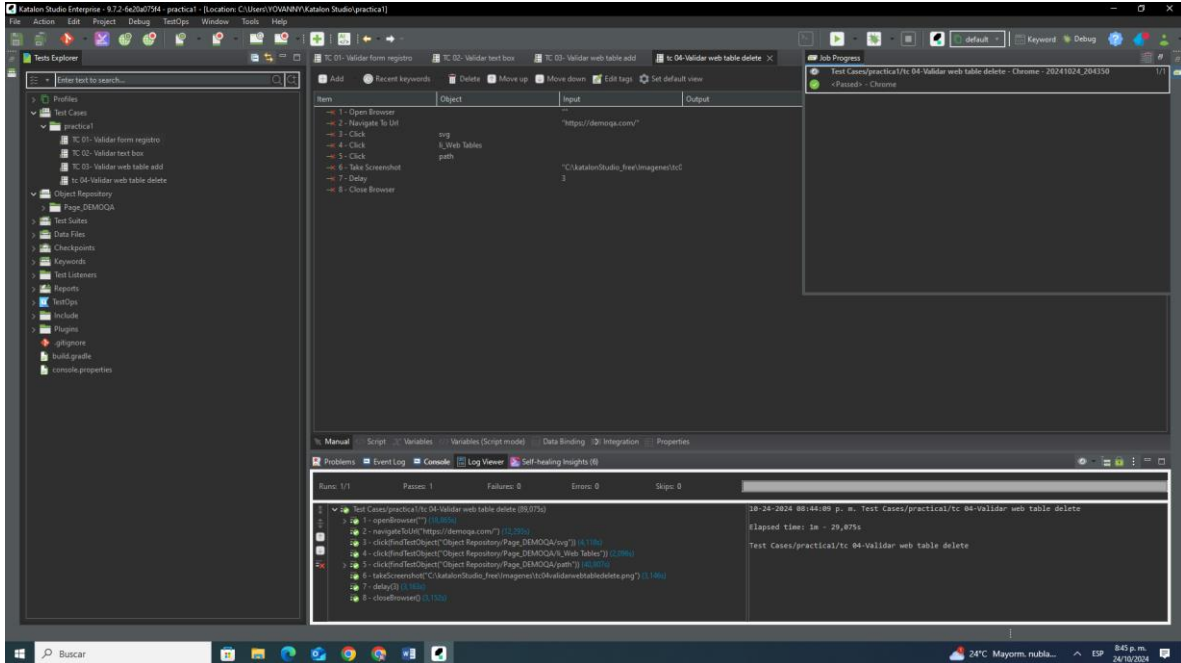 Katalon Studio Enterprise - 9.7.2-6e20a075f4 - practica1 - [Location: C:\Users\YOVANNY\Katalon Studio\practica1]
File Action Edit Project Debug TestOps Window Tools Help
default Keyword Debug
Tests Explorer
Enter text to search...
Profiles
Test Cases
practica1
TC 01- Validar form registro
TC 02- Validar text box
TC 03- Validar web table add
tc 04-Validar web table delete
Object Repository
Page_DEMOQA
Test Suites
Data Files
Checkpoints
Keywords
Test Listeners
Reports
TestOps
Include
Plugins
.gitignore
build.gradle
console.properties
TC 01- Validar form registro TC 02- Validar text box TC 03- Validar web table add tc 04-Validar web table delete
Add Recent keywords Delete Move up Move down Edit tags Set default view
Item Object Input Output
1 - Open Browser ""
2 - Navigate To Url "https://demoqa.com/"
3 - Click svg
4 - Click li_Web Tables
5 - Click path
6 - Take Screenshot "C:\katalonStudio_free\Imagenes\tc0
7 - Delay 3
8 - Close Browser
Job Progress
Test Cases/practica1/tc 04-Validar web table delete - Chrome - 20241024_204350 1/1
<Passed> - Chrome
Manual Script Variables Variables (Script mode) Data Binding Integration Properties
Problems Event Log Console Log Viewer Self-healing Insights (6)
Runs: 1/1 Passes: 1 Failures: 0 Errors: 0 Skips: 0
Test Cases/practica1/tc 04-Validar web table delete (89,075s)
1 - openBrowser("")
2 - navigateToUrl("https://demoqa.com/")
3 - click(findTestObject("Object Repository/Page_DEMOQA/svg"))
4 - click(findTestObject("Object Repository/Page_DEMOQA/li_Web Tables"))
5 - click(findTestObject("Object Repository/Page_DEMOQA/path"))
6 - takeScreenshot("C:\katalonStudio_free\Imagenes\tc04validarwebtabledelete.png")
7 - delay(3)
8 - closeBrowser()
10-24-2024 08:44:09 p. m. Test Cases/practica1/tc 04-Validar web table delete
Elapsed time: 1m - 29,075s
Test Cases/practica1/tc 04-Validar web table delete
Buscar
24°C Mayorm. nubla... ESP
8:45 p. m.
24/10/2024